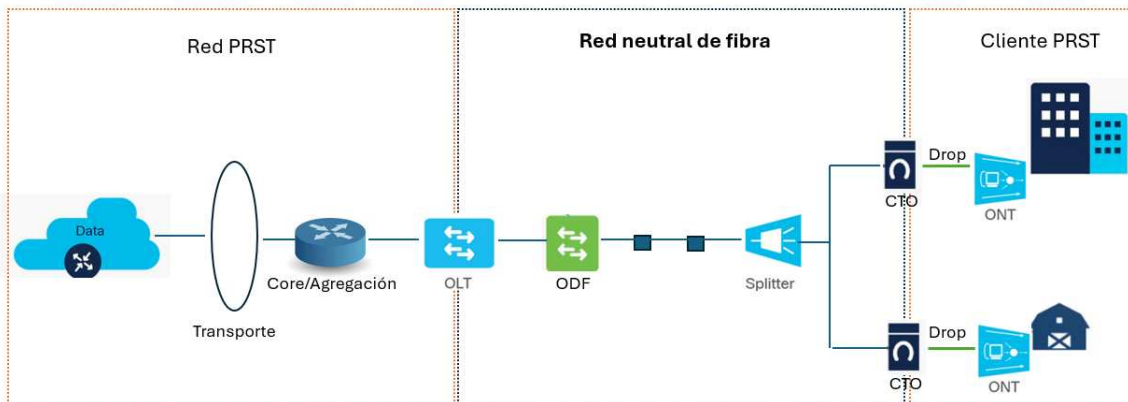 Red PRST
Red neutral de fibra
Cliente PRST
Data
Transporte
Core/Agregación
OLT
ODF
Splitter
CTO
Drop
ONT
CTO
Drop
ONT